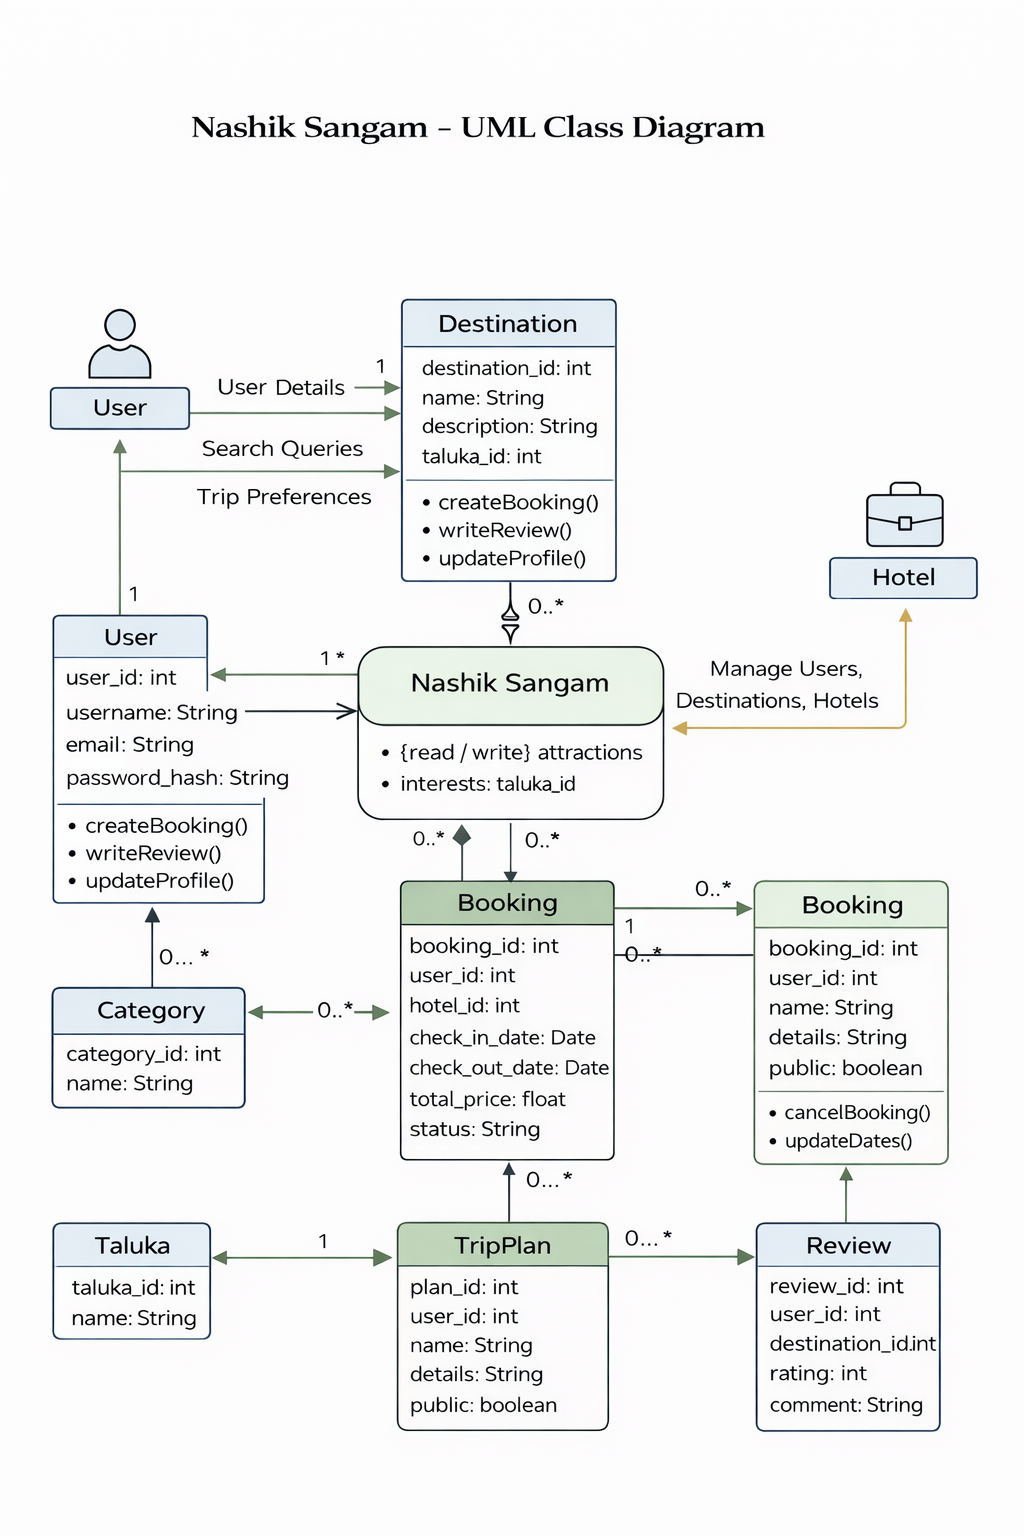 Nashik Sangam – UML Class Diagram
User
User Details
1
Search Queries
Trip Preferences
Destination
destination_id: int
name: String
description: String
taluka_id: int
• createBooking()
• writeReview()
• updateProfile()
0..*
Hotel
Manage Users,
Destinations, Hotels
1
User
user_id: int
username: String
email: String
password_hash: String
• createBooking()
• writeReview()
• updateProfile()
1 *
Nashik Sangam
• {read / write} attractions
• interests: taluka_id
0..*
0..*
0... *
Category
category_id: int
name: String
0..*
Booking
booking_id: int
user_id: int
hotel_id: int
check_in_date: Date
check_out_date: Date
total_price: float
status: String
0..*
1
0..*
Booking
booking_id: int
user_id: int
name: String
details: String
public: boolean
• cancelBooking()
• updateDates()
0...*
Taluka
taluka_id: int
name: String
1
TripPlan
plan_id: int
user_id: int
name: String
details: String
public: boolean
0...*
Review
review_id: int
user_id: int
destination_id.int
rating: int
comment: String